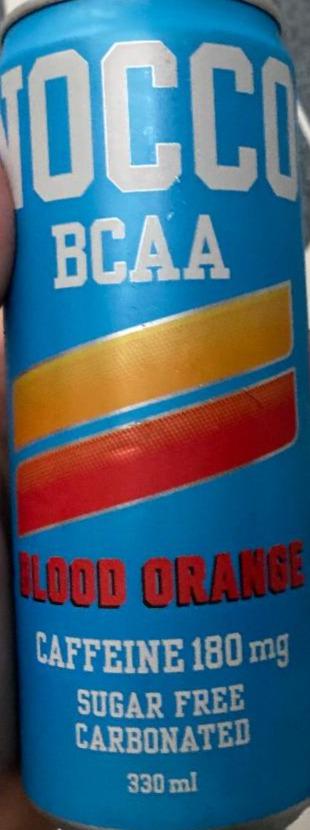 NOCCO
BCAA
BLOOD ORANGE
CAFFEINE 180 mg
SUGAR FREE
CARBONATED
330 ml